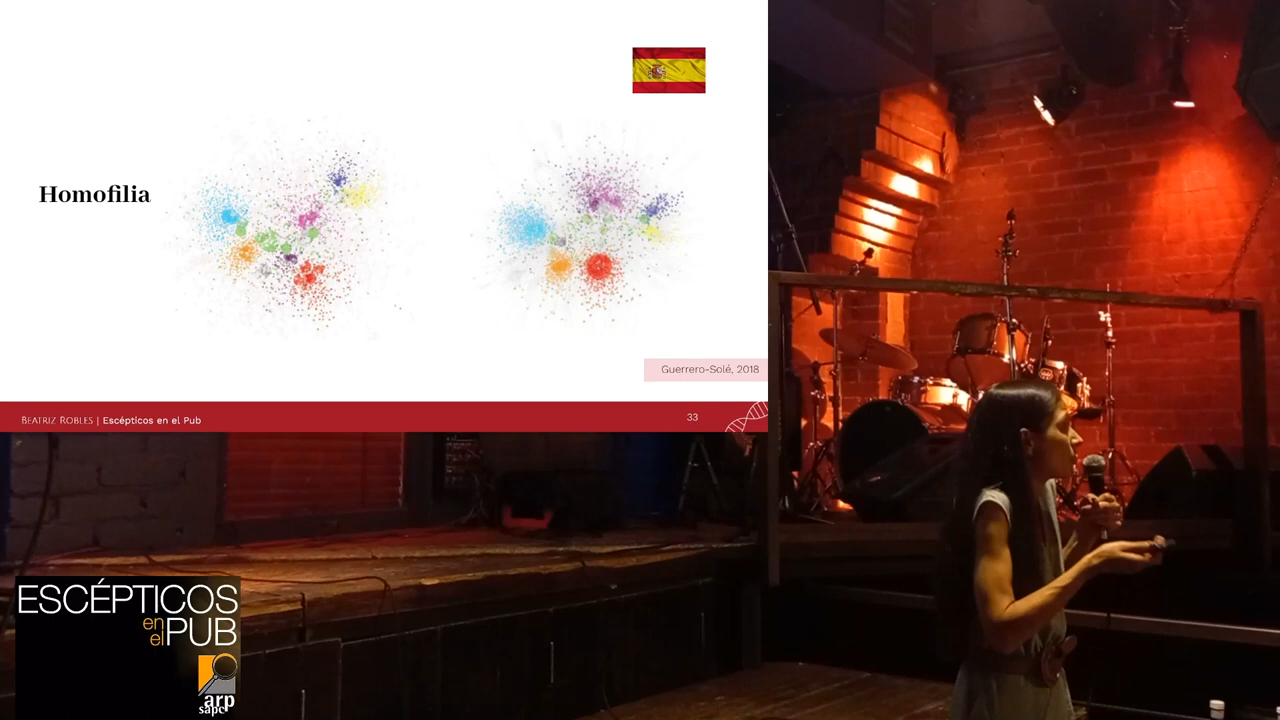 Homofilia
Guerrero-Solé, 2018
BEATRIZ ROBLES | Escépticos en el Pub
33
ESCÉPTICOS
en
el PUB
arp
sapc